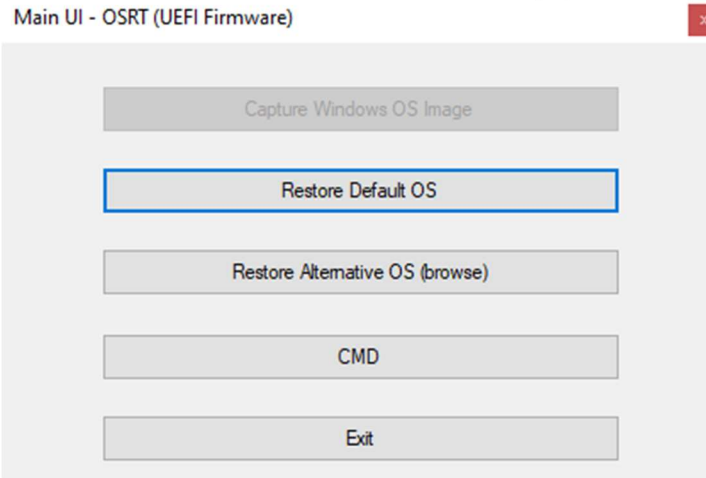 Main UI - OSRT (UEFI Firmware)
x
Capture Windows OS Image
Restore Default OS
Restore Alternative OS (browse)
CMD
Exit